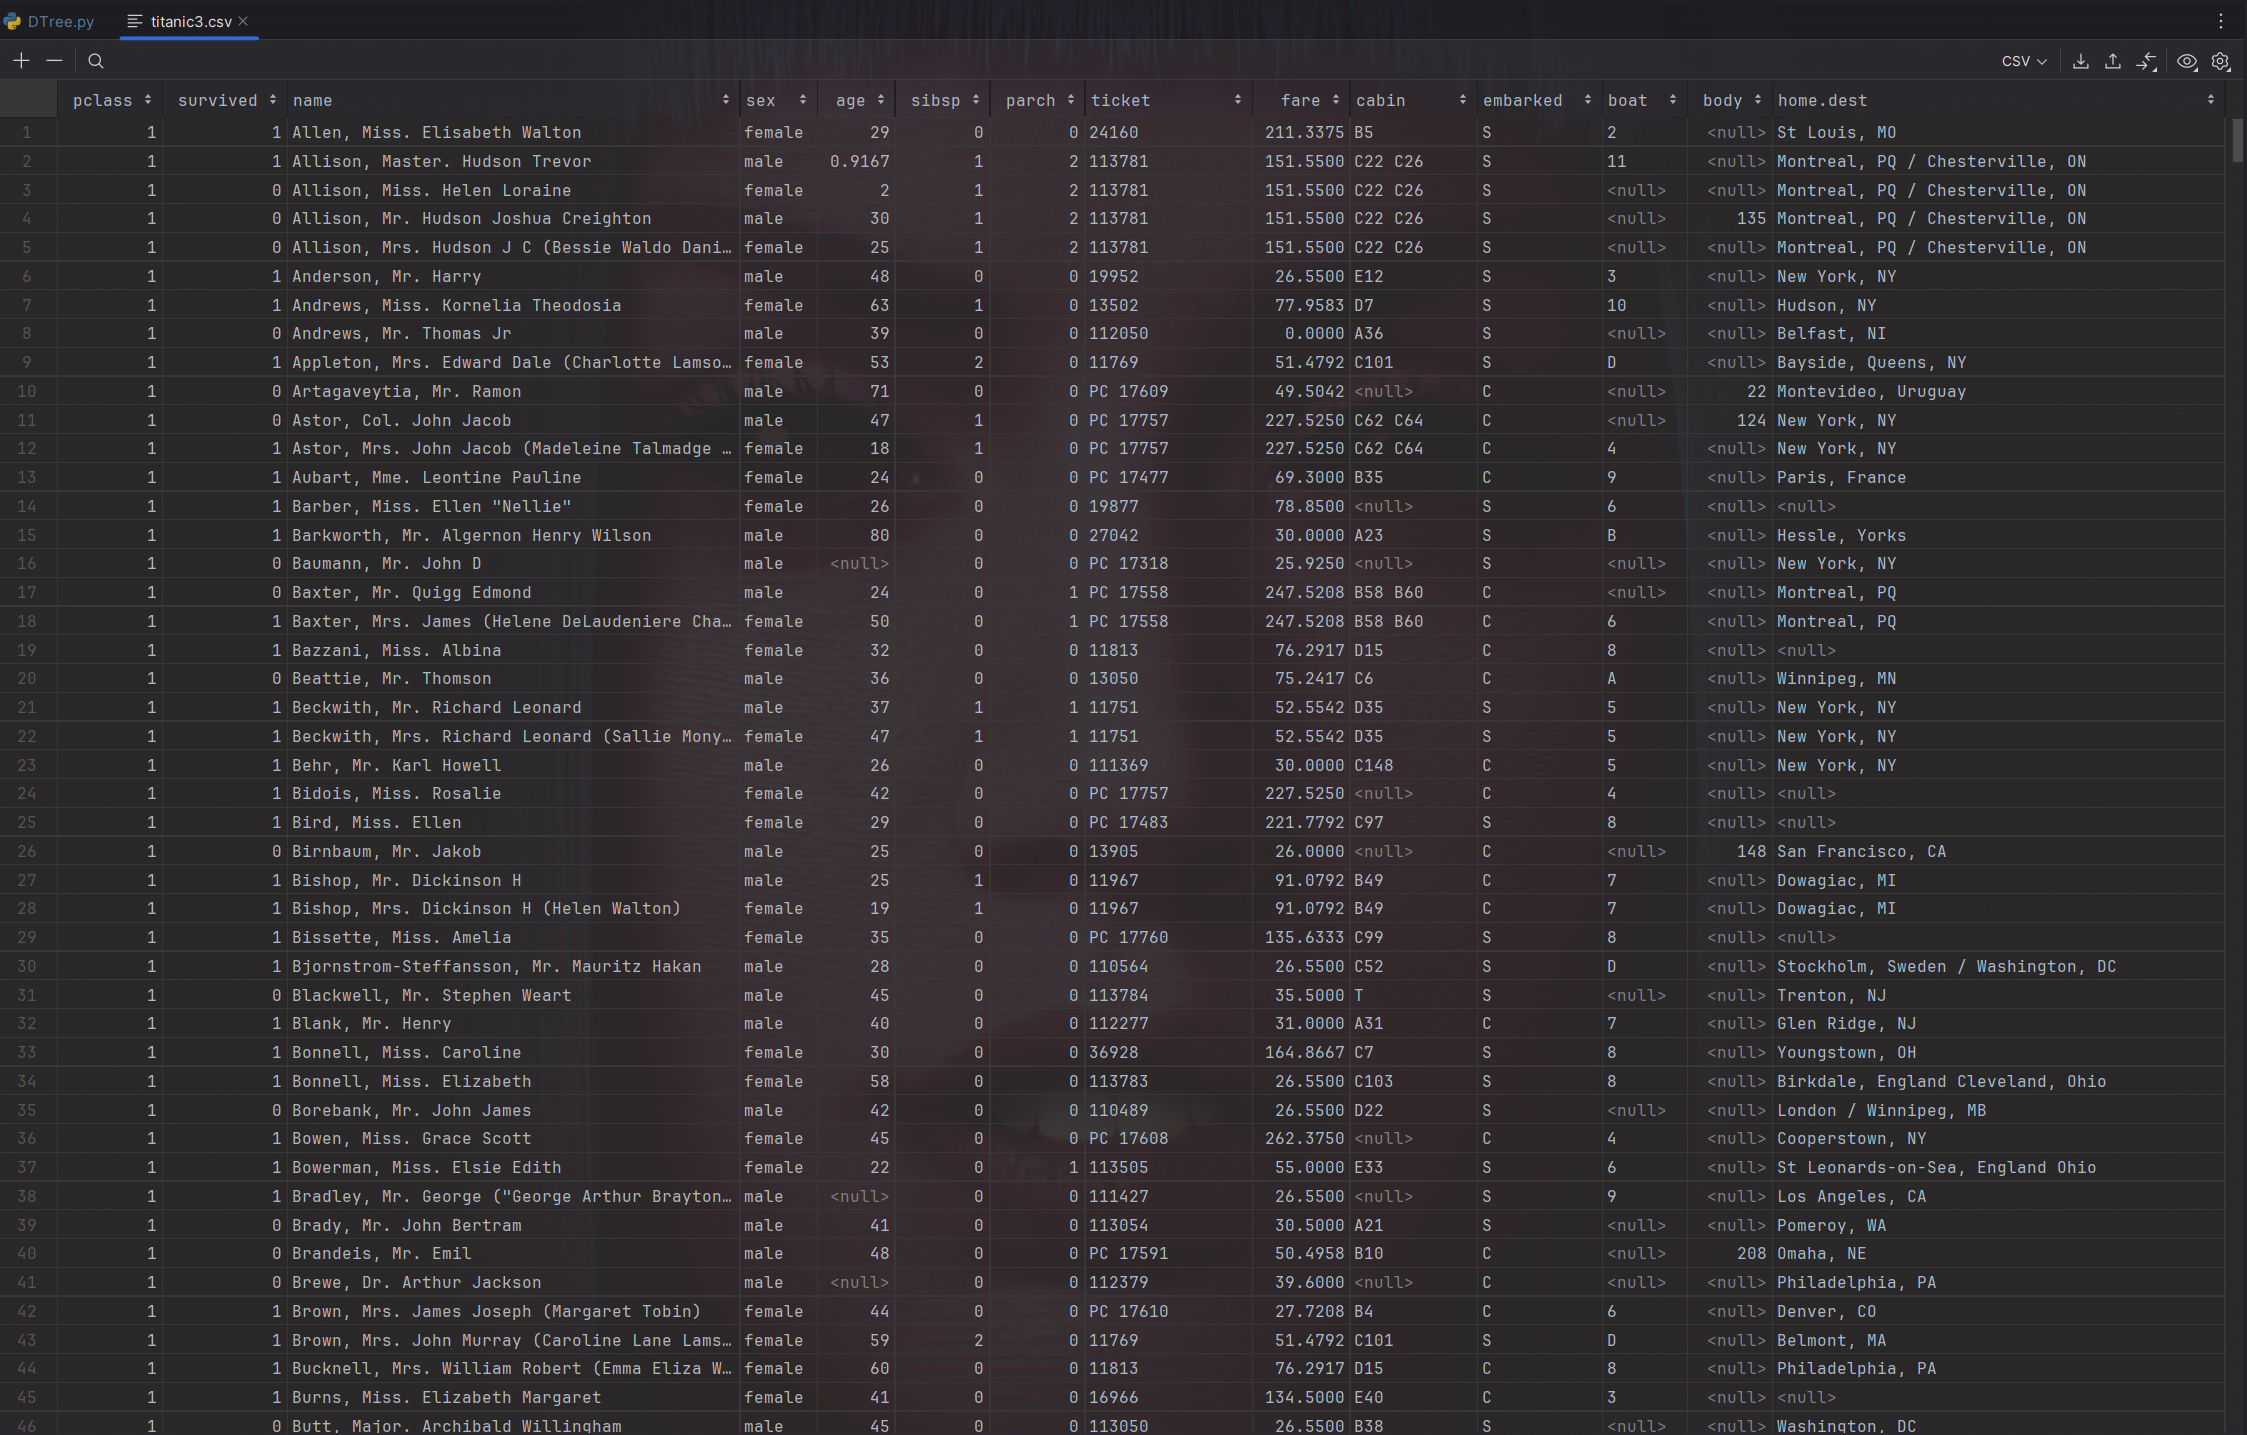 DTree.py titanic3.csv
CSV
pclass survived name sex age sibsp parch ticket fare cabin embarked boat body home.dest
1 1 1 Allen, Miss. Elisabeth Walton female 29 0 0 24160 211.3375 B5 S 2 <null> St Louis, MO
2 1 1 Allison, Master. Hudson Trevor male 0.9167 1 2 113781 151.5500 C22 C26 S 11 <null> Montreal, PQ / Chesterville, ON
3 1 0 Allison, Miss. Helen Loraine female 2 1 2 113781 151.5500 C22 C26 S <null> <null> Montreal, PQ / Chesterville, ON
4 1 0 Allison, Mr. Hudson Joshua Creighton male 30 1 2 113781 151.5500 C22 C26 S <null> 135 Montreal, PQ / Chesterville, ON
5 1 0 Allison, Mrs. Hudson J C (Bessie Waldo Dani… female 25 1 2 113781 151.5500 C22 C26 S <null> <null> Montreal, PQ / Chesterville, ON
6 1 1 Anderson, Mr. Harry male 48 0 0 19952 26.5500 E12 S 3 <null> New York, NY
7 1 1 Andrews, Miss. Kornelia Theodosia female 63 1 0 13502 77.9583 D7 S 10 <null> Hudson, NY
8 1 0 Andrews, Mr. Thomas Jr male 39 0 0 112050 0.0000 A36 S <null> <null> Belfast, NI
9 1 1 Appleton, Mrs. Edward Dale (Charlotte Lamso… female 53 2 0 11769 51.4792 C101 S D <null> Bayside, Queens, NY
10 1 0 Artagaveytia, Mr. Ramon male 71 0 0 PC 17609 49.5042 <null> C <null> 22 Montevideo, Uruguay
11 1 0 Astor, Col. John Jacob male 47 1 0 PC 17757 227.5250 C62 C64 C <null> 124 New York, NY
12 1 1 Astor, Mrs. John Jacob (Madeleine Talmadge … female 18 1 0 PC 17757 227.5250 C62 C64 C 4 <null> New York, NY
13 1 1 Aubart, Mme. Leontine Pauline female 24 0 0 PC 17477 69.3000 B35 C 9 <null> Paris, France
14 1 1 Barber, Miss. Ellen "Nellie" female 26 0 0 19877 78.8500 <null> S 6 <null> <null>
15 1 1 Barkworth, Mr. Algernon Henry Wilson male 80 0 0 27042 30.0000 A23 S B <null> Hessle, Yorks
16 1 0 Baumann, Mr. John D male <null> 0 0 PC 17318 25.9250 <null> S <null> <null> New York, NY
17 1 0 Baxter, Mr. Quigg Edmond male 24 0 1 PC 17558 247.5208 B58 B60 C <null> <null> Montreal, PQ
18 1 1 Baxter, Mrs. James (Helene DeLaudeniere Cha… female 50 0 1 PC 17558 247.5208 B58 B60 C 6 <null> Montreal, PQ
19 1 1 Bazzani, Miss. Albina female 32 0 0 11813 76.2917 D15 C 8 <null> <null>
20 1 0 Beattie, Mr. Thomson male 36 0 0 13050 75.2417 C6 C A <null> Winnipeg, MN
21 1 1 Beckwith, Mr. Richard Leonard male 37 1 1 11751 52.5542 D35 S 5 <null> New York, NY
22 1 1 Beckwith, Mrs. Richard Leonard (Sallie Mony… female 47 1 1 11751 52.5542 D35 S 5 <null> New York, NY
23 1 1 Behr, Mr. Karl Howell male 26 0 0 111369 30.0000 C148 C 5 <null> New York, NY
24 1 1 Bidois, Miss. Rosalie female 42 0 0 PC 17757 227.5250 <null> C 4 <null> <null>
25 1 1 Bird, Miss. Ellen female 29 0 0 PC 17483 221.7792 C97 S 8 <null> <null>
26 1 0 Birnbaum, Mr. Jakob male 25 0 0 13905 26.0000 <null> C <null> 148 San Francisco, CA
27 1 1 Bishop, Mr. Dickinson H male 25 1 0 11967 91.0792 B49 C 7 <null> Dowagiac, MI
28 1 1 Bishop, Mrs. Dickinson H (Helen Walton) female 19 1 0 11967 91.0792 B49 C 7 <null> Dowagiac, MI
29 1 1 Bissette, Miss. Amelia female 35 0 0 PC 17760 135.6333 C99 S 8 <null> <null>
30 1 1 Bjornstrom-Steffansson, Mr. Mauritz Hakan male 28 0 0 110564 26.5500 C52 S D <null> Stockholm, Sweden / Washington, DC
31 1 0 Blackwell, Mr. Stephen Weart male 45 0 0 113784 35.5000 T S <null> <null> Trenton, NJ
32 1 1 Blank, Mr. Henry male 40 0 0 112277 31.0000 A31 C 7 <null> Glen Ridge, NJ
33 1 1 Bonnell, Miss. Caroline female 30 0 0 36928 164.8667 C7 S 8 <null> Youngstown, OH
34 1 1 Bonnell, Miss. Elizabeth female 58 0 0 113783 26.5500 C103 S 8 <null> Birkdale, England Cleveland, Ohio
35 1 0 Borebank, Mr. John James male 42 0 0 110489 26.5500 D22 S <null> <null> London / Winnipeg, MB
36 1 1 Bowen, Miss. Grace Scott female 45 0 0 PC 17608 262.3750 <null> C 4 <null> Cooperstown, NY
37 1 1 Bowerman, Miss. Elsie Edith female 22 0 1 113505 55.0000 E33 S 6 <null> St Leonards-on-Sea, England Ohio
38 1 1 Bradley, Mr. George ("George Arthur Brayton… male <null> 0 0 111427 26.5500 <null> S 9 <null> Los Angeles, CA
39 1 0 Brady, Mr. John Bertram male 41 0 0 113054 30.5000 A21 S <null> <null> Pomeroy, WA
40 1 0 Brandeis, Mr. Emil male 48 0 0 PC 17591 50.4958 B10 C <null> 208 Omaha, NE
41 1 0 Brewe, Dr. Arthur Jackson male <null> 0 0 112379 39.6000 <null> C <null> <null> Philadelphia, PA
42 1 1 Brown, Mrs. James Joseph (Margaret Tobin) female 44 0 0 PC 17610 27.7208 B4 C 6 <null> Denver, CO
43 1 1 Brown, Mrs. John Murray (Caroline Lane Lams… female 59 2 0 11769 51.4792 C101 S D <null> Belmont, MA
44 1 1 Bucknell, Mrs. William Robert (Emma Eliza W… female 60 0 0 11813 76.2917 D15 C 8 <null> Philadelphia, PA
45 1 1 Burns, Miss. Elizabeth Margaret female 41 0 0 16966 134.5000 E40 C 3 <null> <null>
46 1 0 Butt, Major. Archibald Willingham male 45 0 0 113050 26.5500 B38 S <null> <null> Washington, DC